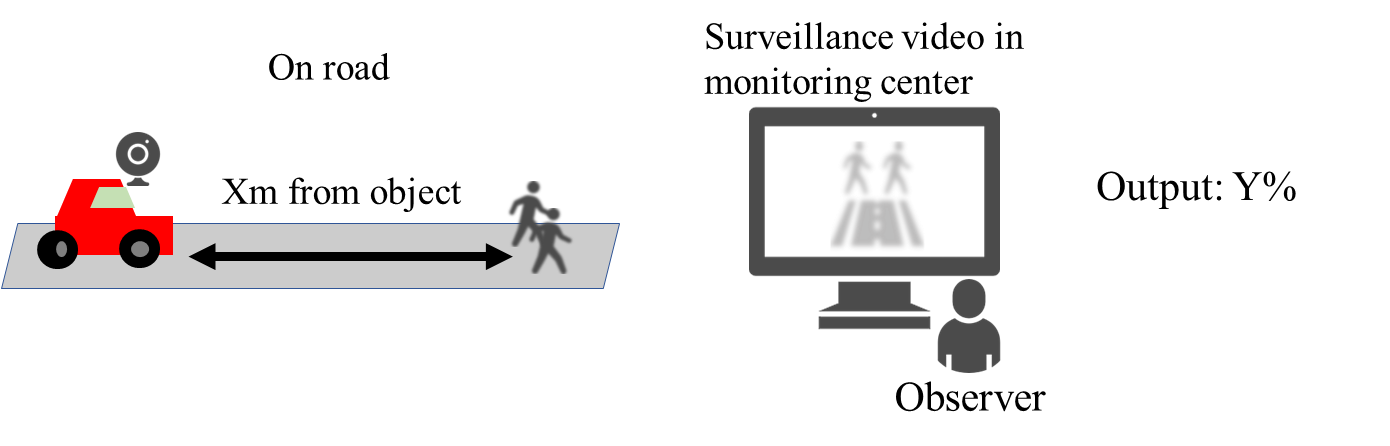 On road
Xm from object
Surveillance video in
monitoring center
Output: Y%
Observer